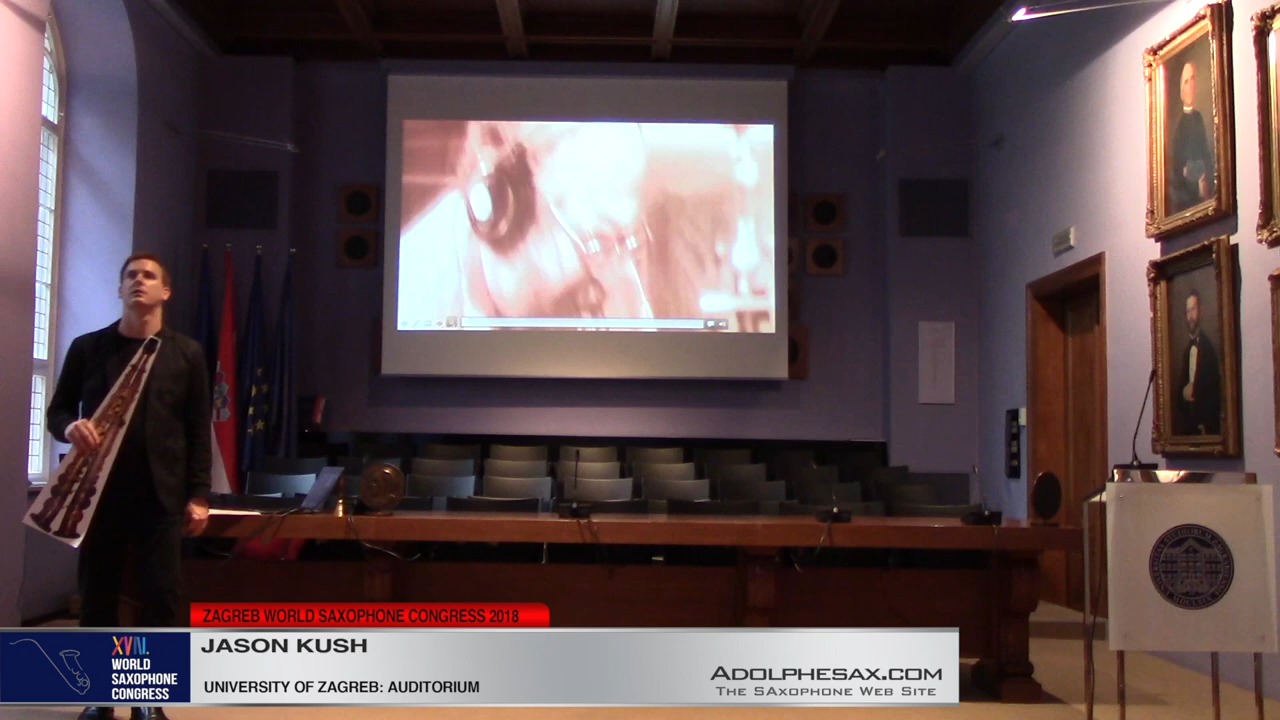 ZAGREB WORLD SAXOPHONE CONGRESS 2018
JASON KUSH
XVIII.
WORLD
SAXOPHONE
CONGRESS
UNIVERSITY OF ZAGREB: AUDITORIUM
ADOLPHESAX.COM
THE SAXOPHONE WEB SITE